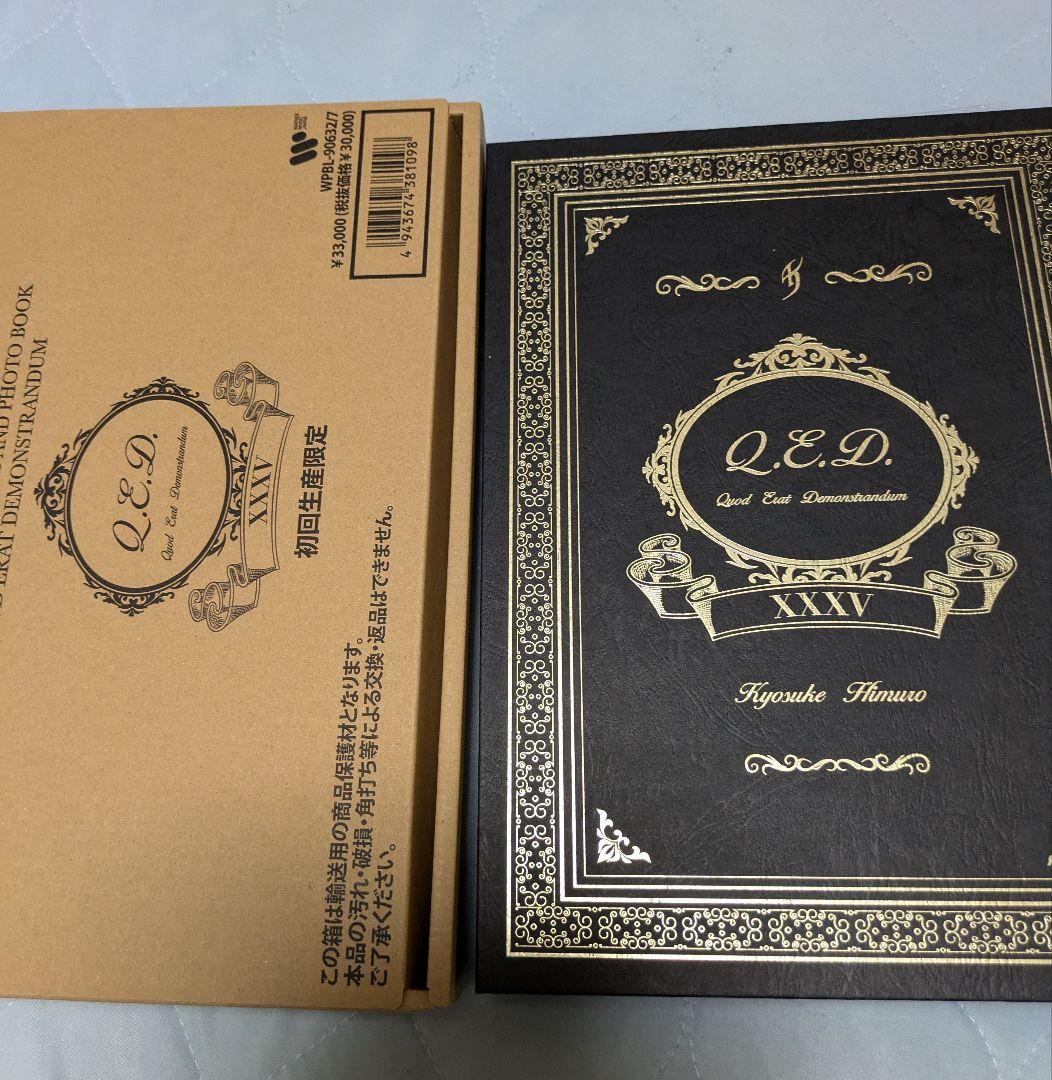 WARNER MUSIC JAPAN
WPBL-90632/7
¥33,000 (税抜価格¥30,000)
4 943674 381098
AND PHOTO BOOK
ERAT DEMONSTRANDUM
Q.E.D.
Quod Erat Demonstrandum
XXXV
初回生産限定
この箱は輸送用の商品保護材となります。
本品の汚れ・破損・角打ち等による交換・返品はできません。
ご了承ください。
Q.E.D.
Quod Erat Demonstrandum
XXXV
Kyosuke Himuro